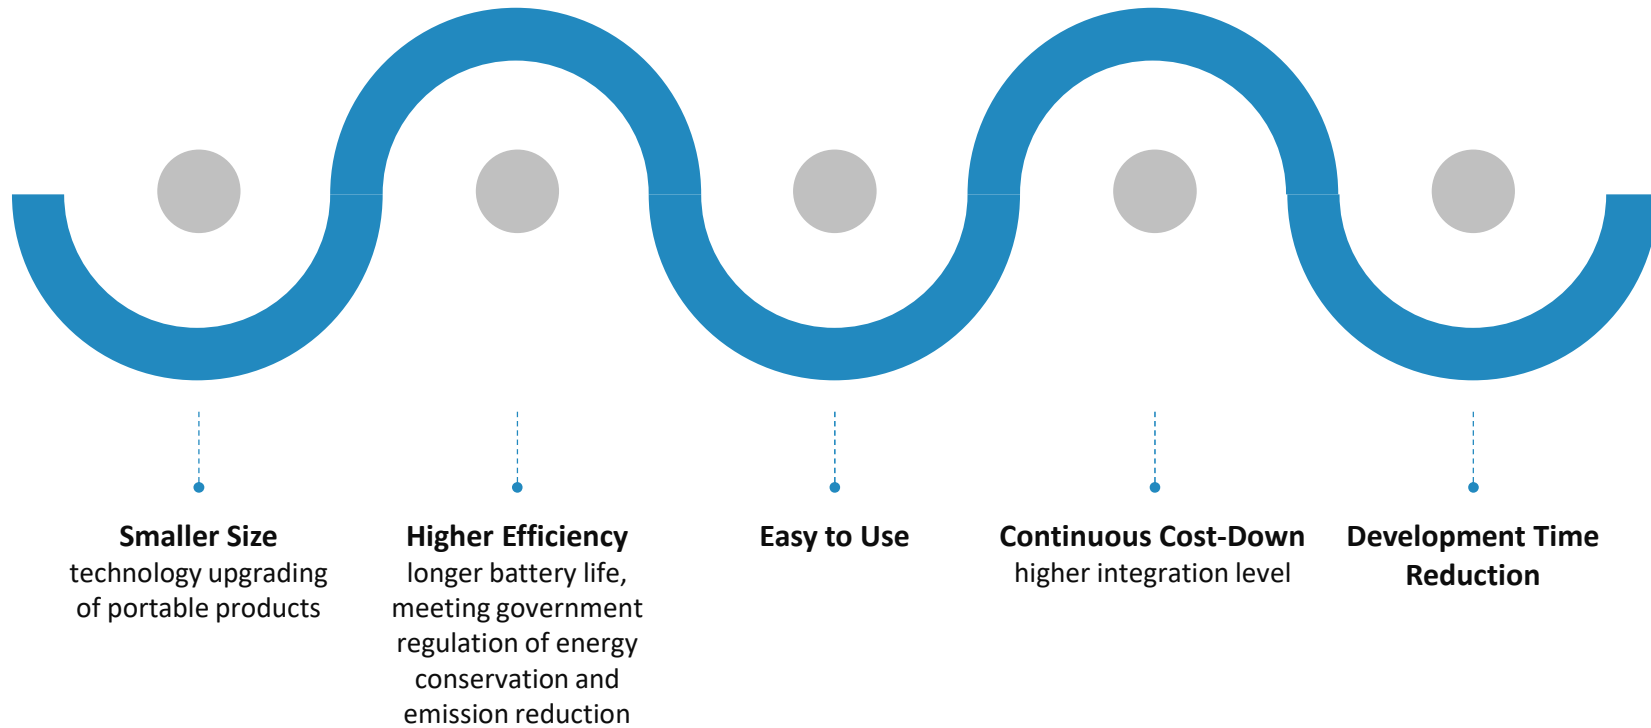 Smaller Size
technology upgrading
of portable products
Higher Efficiency
longer battery life,
meeting government
regulation of energy
conservation and
emission reduction
Easy to Use
Continuous Cost-Down
higher integration level
Development Time
Reduction